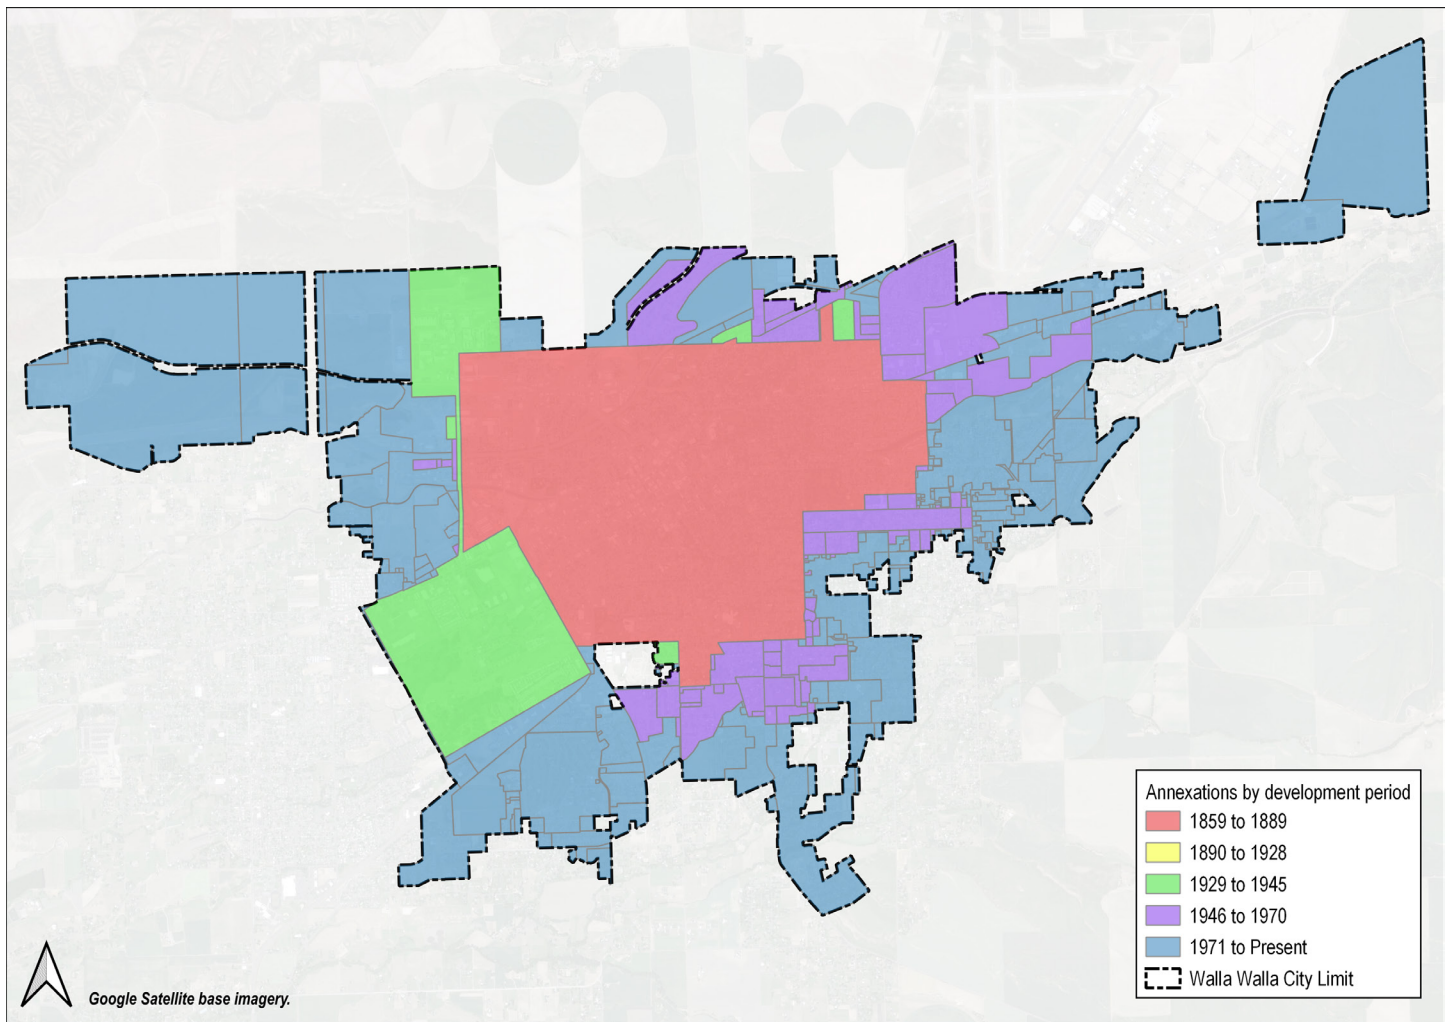 Annexations by development period
1859 to 1889
1890 to 1928
1929 to 1945
1946 to 1970
1971 to Present
Walla Walla City Limit
Google Satellite base imagery.